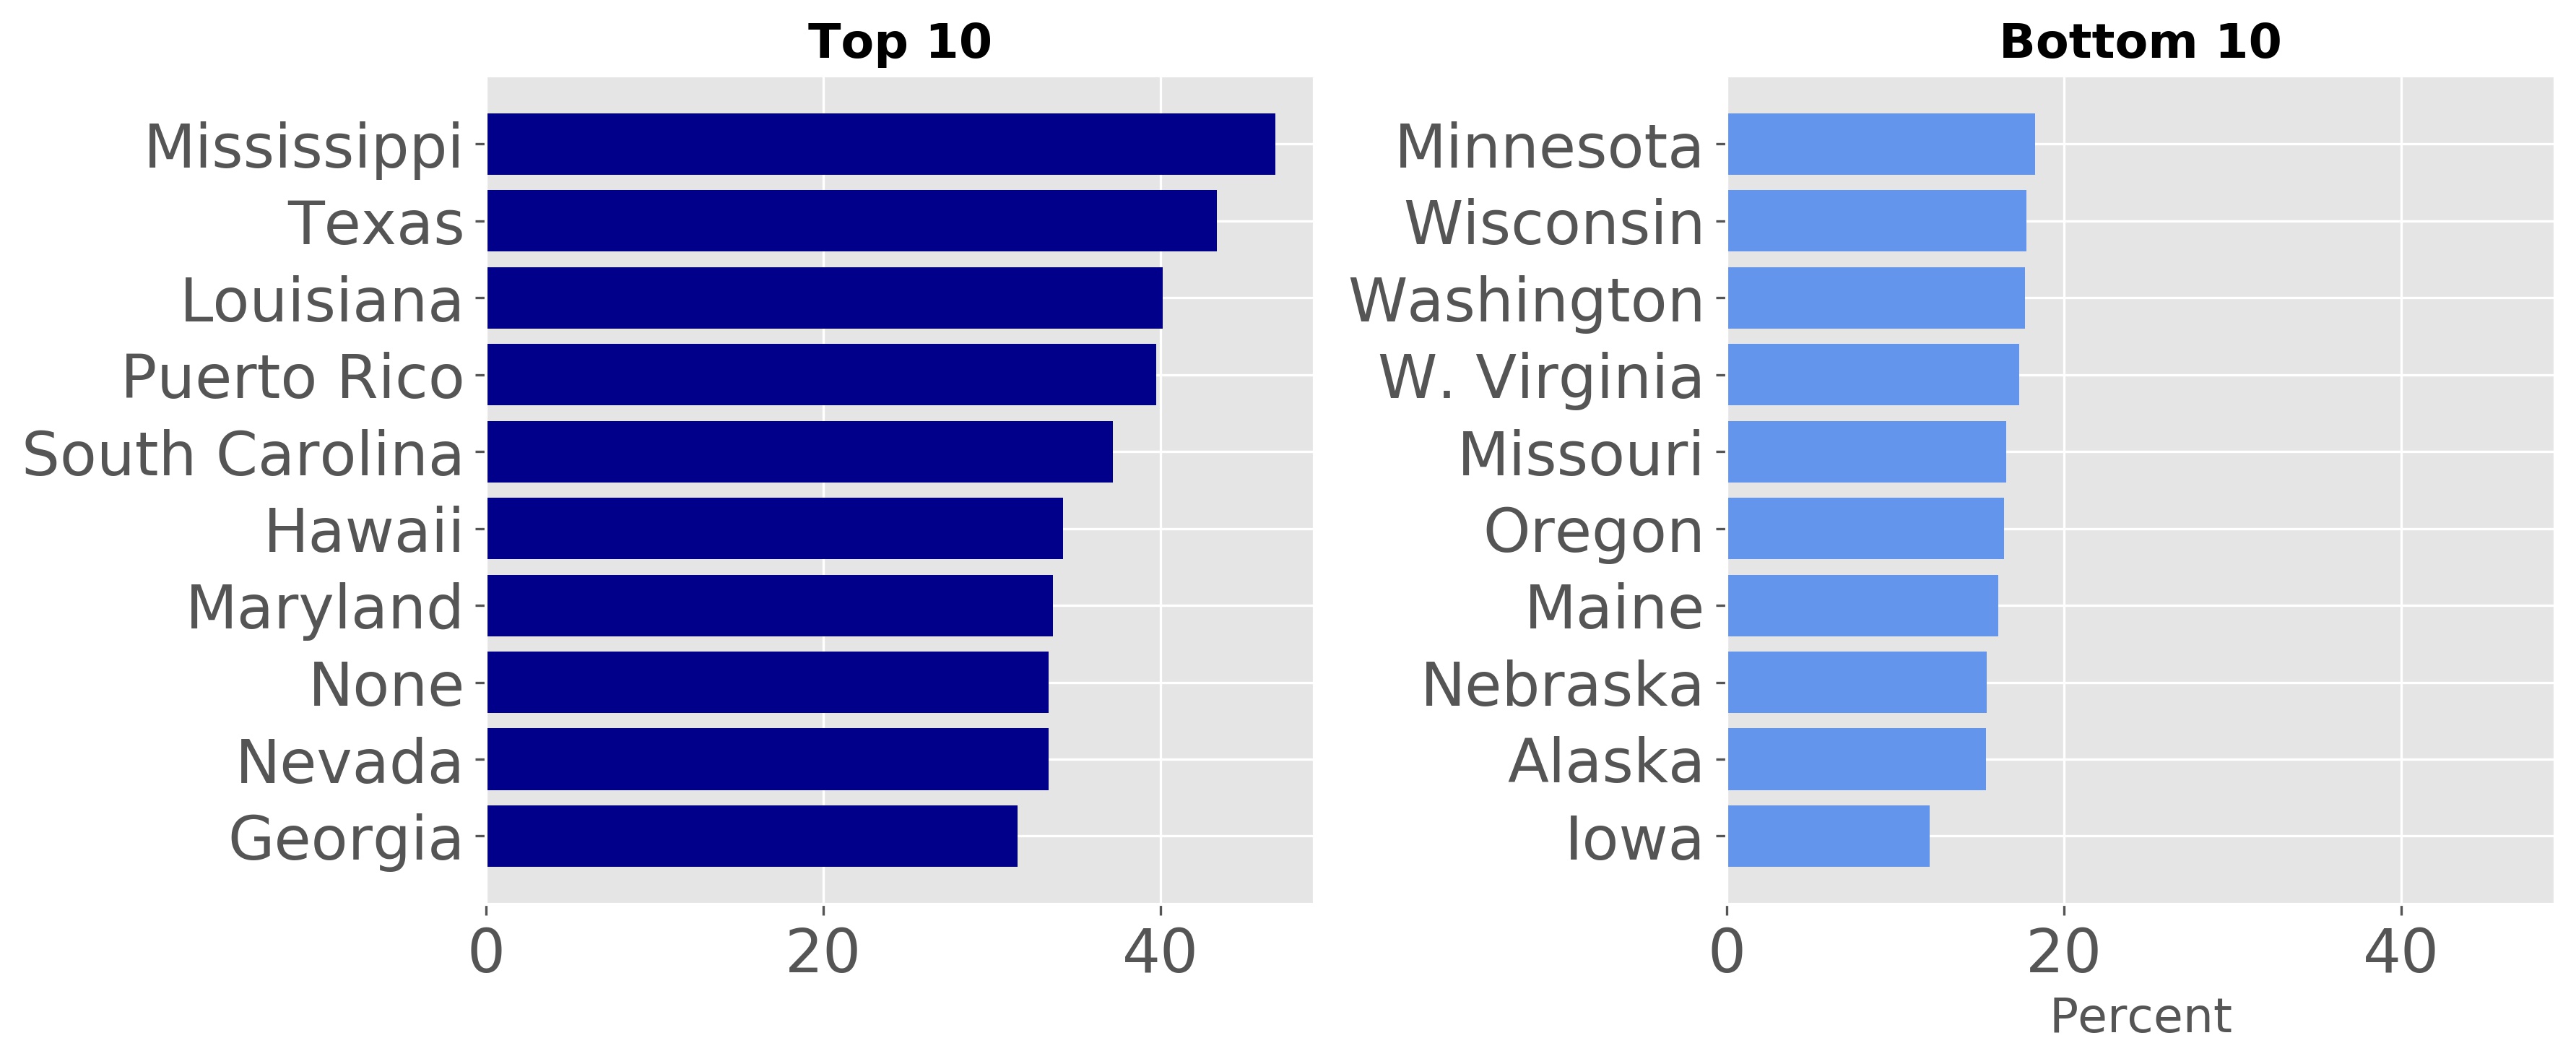 Top 10
Mississippi
Texas
Louisiana
Puerto Rico
South Carolina
Hawaii
Maryland
None
Nevada
Georgia
0 20 40
Bottom 10
Minnesota
Wisconsin
Washington
W. Virginia
Missouri
Oregon
Maine
Nebraska
Alaska
Iowa
0 20 40
Percent